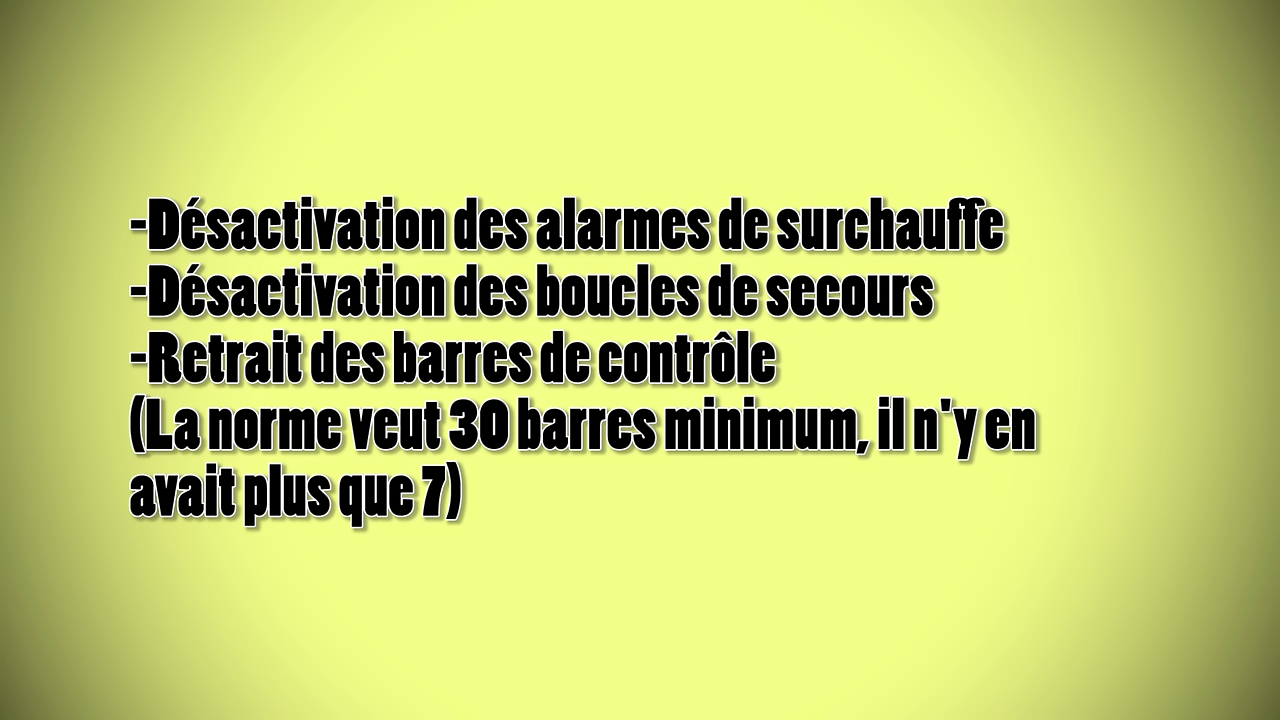 -Désactivation des alarmes de surchauffe
-Désactivation des boucles de secours
-Retrait des barres de contrôle
(La norme veut 30 barres minimum, il n'y en
avait plus que 7)